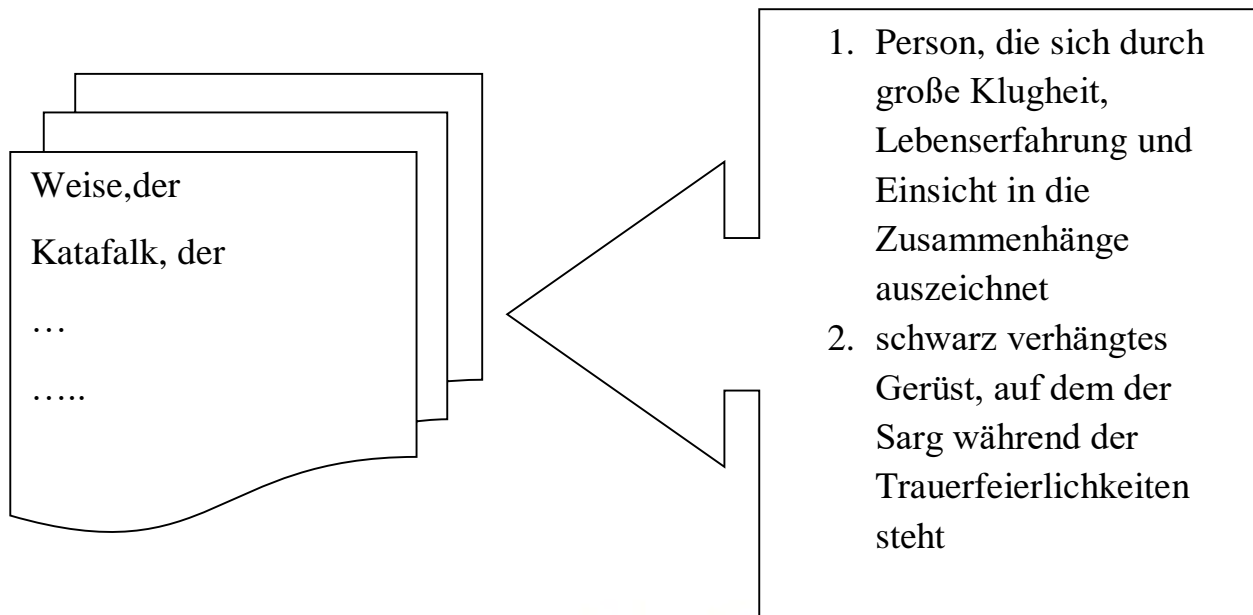 Weise,der
Katafalk, der
…
…..
1. Person, die sich durch
große Klugheit,
Lebenserfahrung und
Einsicht in die
Zusammenhänge
auszeichnet
2. schwarz verhängtes
Gerüst, auf dem der
Sarg während der
Trauerfeierlichkeiten
steht